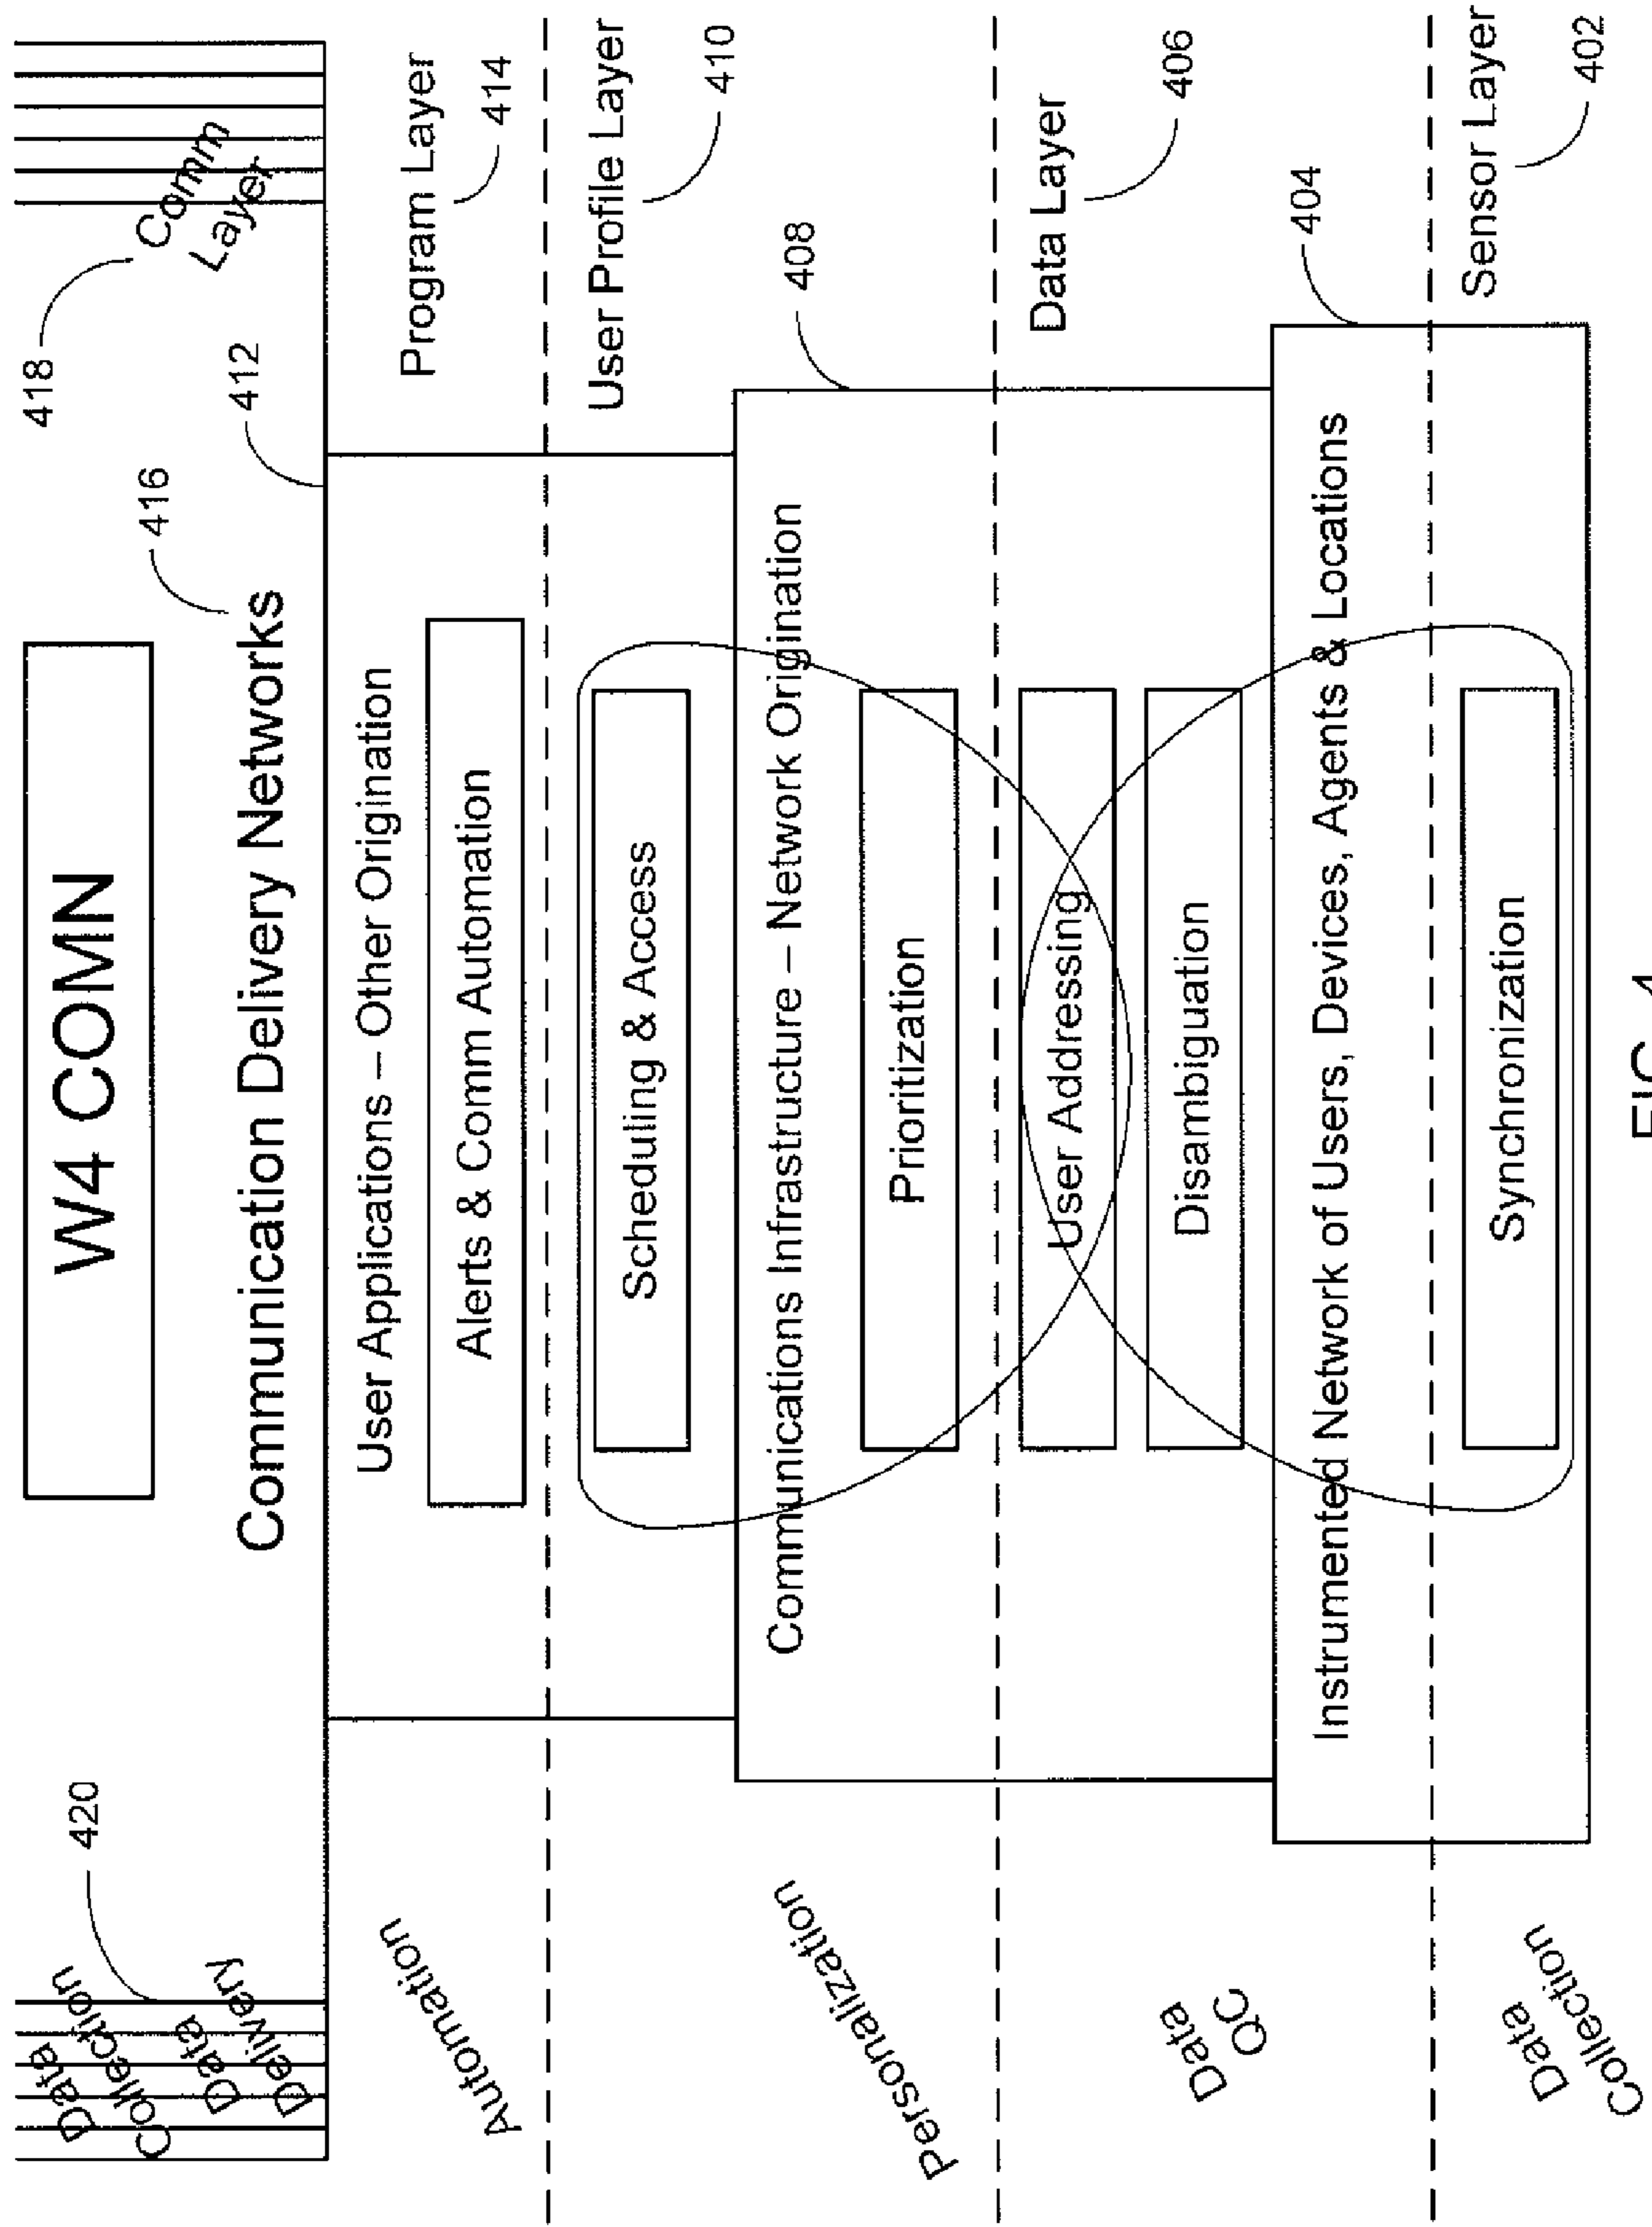 W4 COMN
418
Comm
Layer
416
Communication Delivery Networks
412
420
Data
Collection
Data
Delivery
User Applications – Other Origination
Program Layer
414
Alerts & Comm Automation
Automation
User Profile Layer
410
Scheduling & Access
Communications Infrastructure – Network Origination
408
Prioritization
Personalization
Data Layer
406
User Addressing
Disambiguation
Data
QC
Instrumented Network of Users, Devices, Agents & Locations
404
Sensor Layer
402
Synchronization
Data
Collection